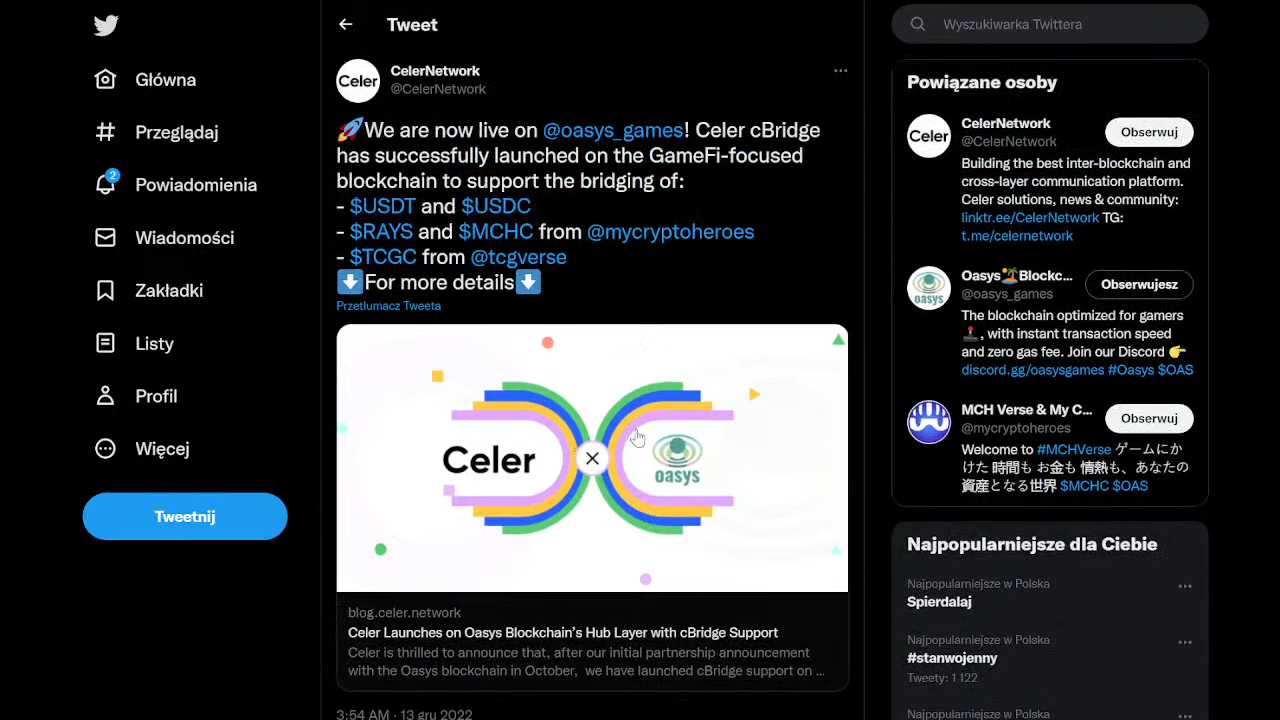 Główna
Przeglądaj
2
Powiadomienia
Wiadomości
Zakładki
Listy
Profil
Więcej
Tweetnij
Tweet
Celer
CelerNetwork
@CelerNetwork
🚀We are now live on @oasys_games! Celer cBridge
has successfully launched on the GameFi-focused
blockchain to support the bridging of:
- $USDT and $USDC
- $RAYS and $MCHC from @mycryptoheroes
- $TCGC from @tcgverse
⬇️For more details⬇️
Przetłumacz Tweeta
Celer
oasys
blog.celer.network
Celer Launches on Oasys Blockchain's Hub Layer with cBridge Support
Celer is thrilled to announce that, after our initial partnership announcement
with the Oasys blockchain in October, we have launched cBridge support on ...
3:54 AM · 13 gru 2022
Wyszukiwarka Twittera
Powiązane osoby
Celer
CelerNetwork
@CelerNetwork
Obserwuj
Building the best inter-blockchain and
cross-layer communication platform.
Celer solutions, news & community:
linktr.ee/CelerNetwork TG:
t.me/celernetwork
oasys
Oasys🏝️Blockc...
@oasys_games
Obserwujesz
The blockchain optimized for gamers
🕹️, with instant transaction speed
and zero gas fee. Join our Discord 👉
discord.gg/oasysgames #Oasys $OAS
MCH Verse & My C...
@mycryptoheroes
Obserwuj
Welcome to #MCHVerse ゲームにか
けた 時間も お金も 情熱も、あなたの
資産となる世界 $MCHC $OAS
Najpopularniejsze dla Ciebie
Najpopularniejsze w Polska
Spierdalaj
Najpopularniejsze w Polska
#stanwojenny
Tweety: 1 122
Najpopularniejsze w Polska